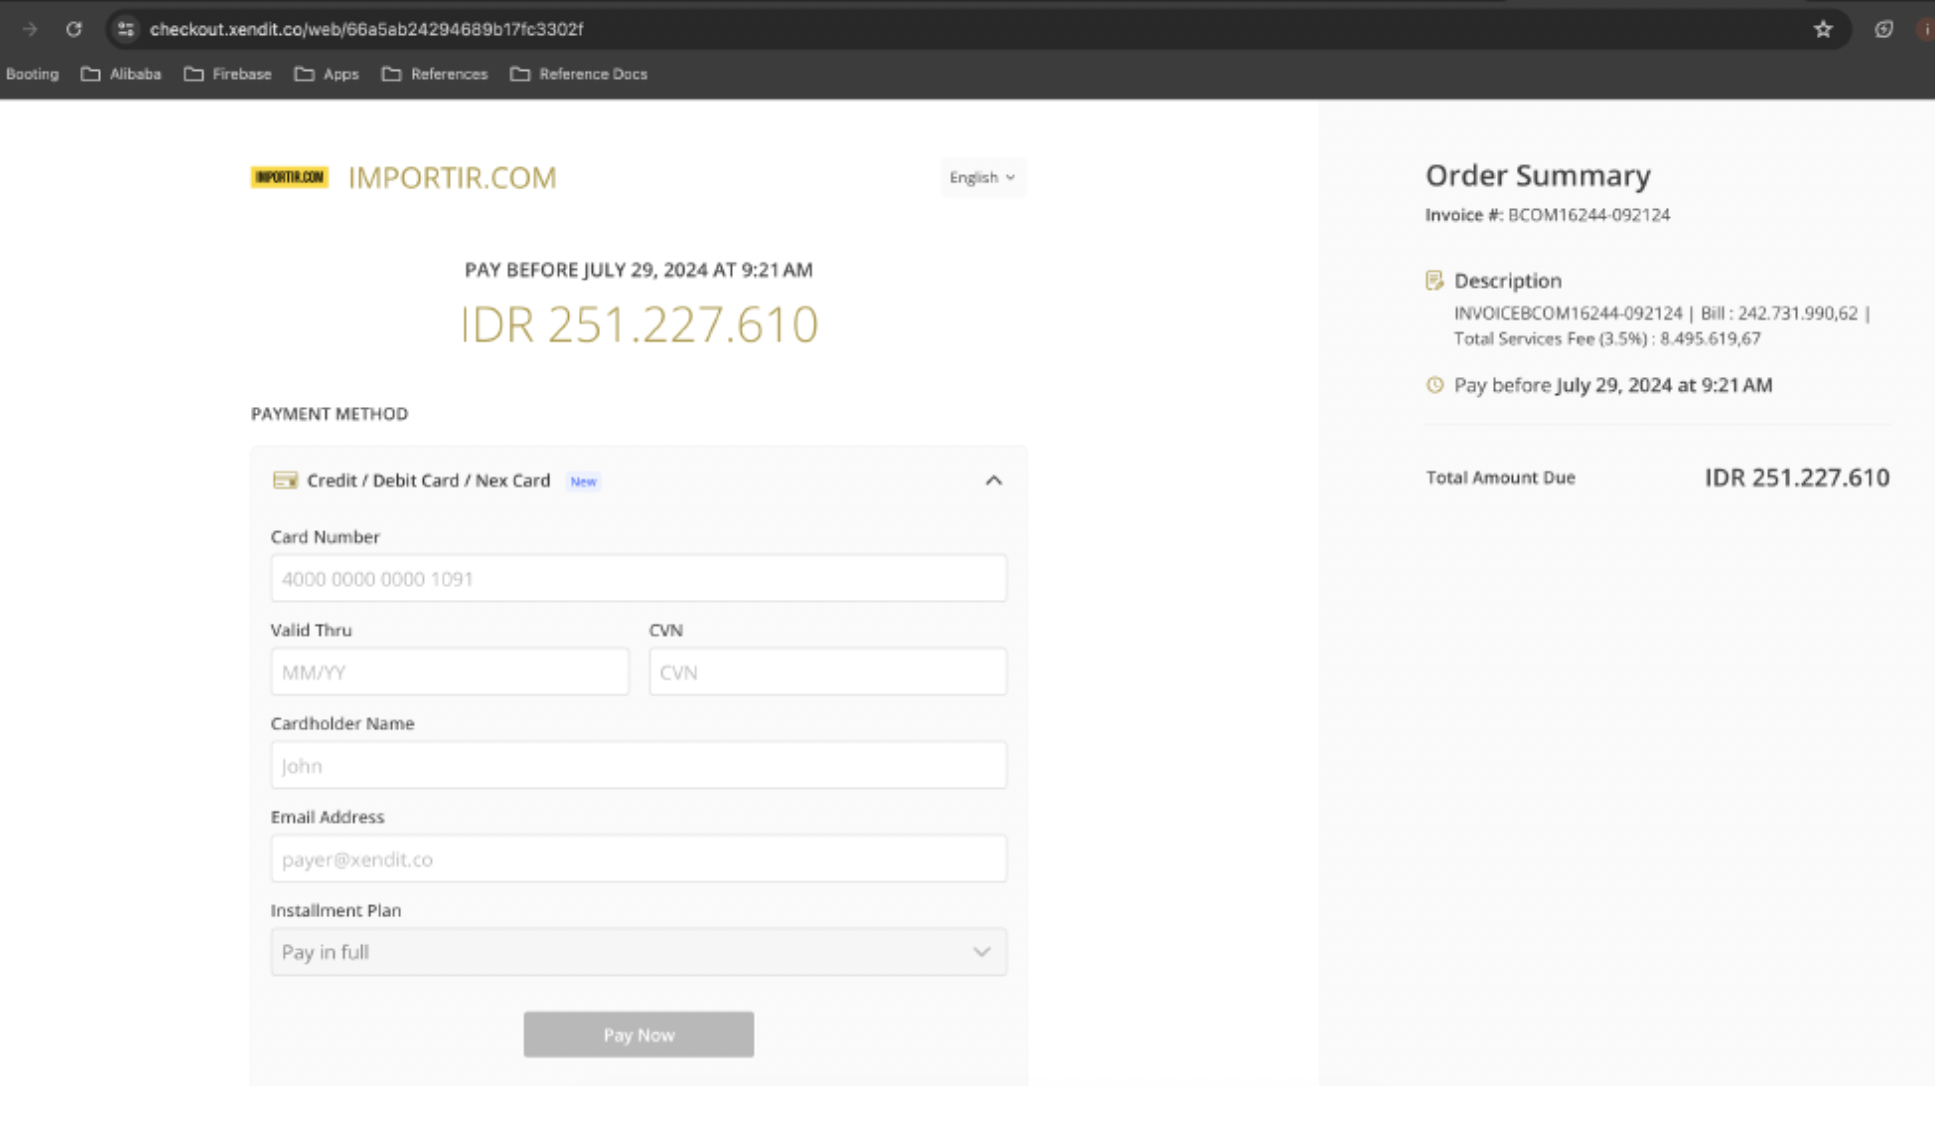 checkout.xendit.co/web/66a5ab24294689b17fc3302f
Booting Alibaba Firebase Apps References Reference Docs
IMPORTIR.COM IMPORTIR.COM
English
PAY BEFORE JULY 29, 2024 AT 9:21 AM
IDR 251.227.610
PAYMENT METHOD
Credit / Debit Card / Nex Card New
Card Number
4000 0000 0000 1091
Valid Thru CVN
MM/YY CVN
Cardholder Name
John
Email Address
payer@xendit.co
Installment Plan
Pay in full
Pay Now
Order Summary
Invoice #: BCOM16244-092124
Description
INVOICEBCOM16244-092124 | Bill : 242.731.990,62 |
Total Services Fee (3.5%) : 8.495.619,67
Pay before July 29, 2024 at 9:21 AM
Total Amount Due IDR 251.227.610